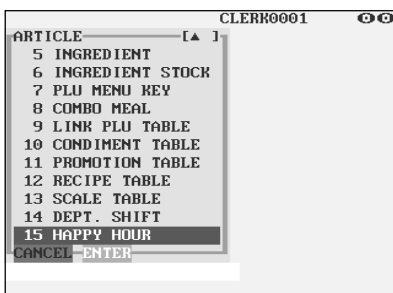 CLERK0001
ARTICLE [▲ ]
5 INGREDIENT
6 INGREDIENT STOCK
7 PLU MENU KEY
8 COMBO MEAL
9 LINK PLU TABLE
10 CONDIMENT TABLE
11 PROMOTION TABLE
12 RECIPE TABLE
13 SCALE TABLE
14 DEPT. SHIFT
15 HAPPY HOUR
CANCEL ENTER